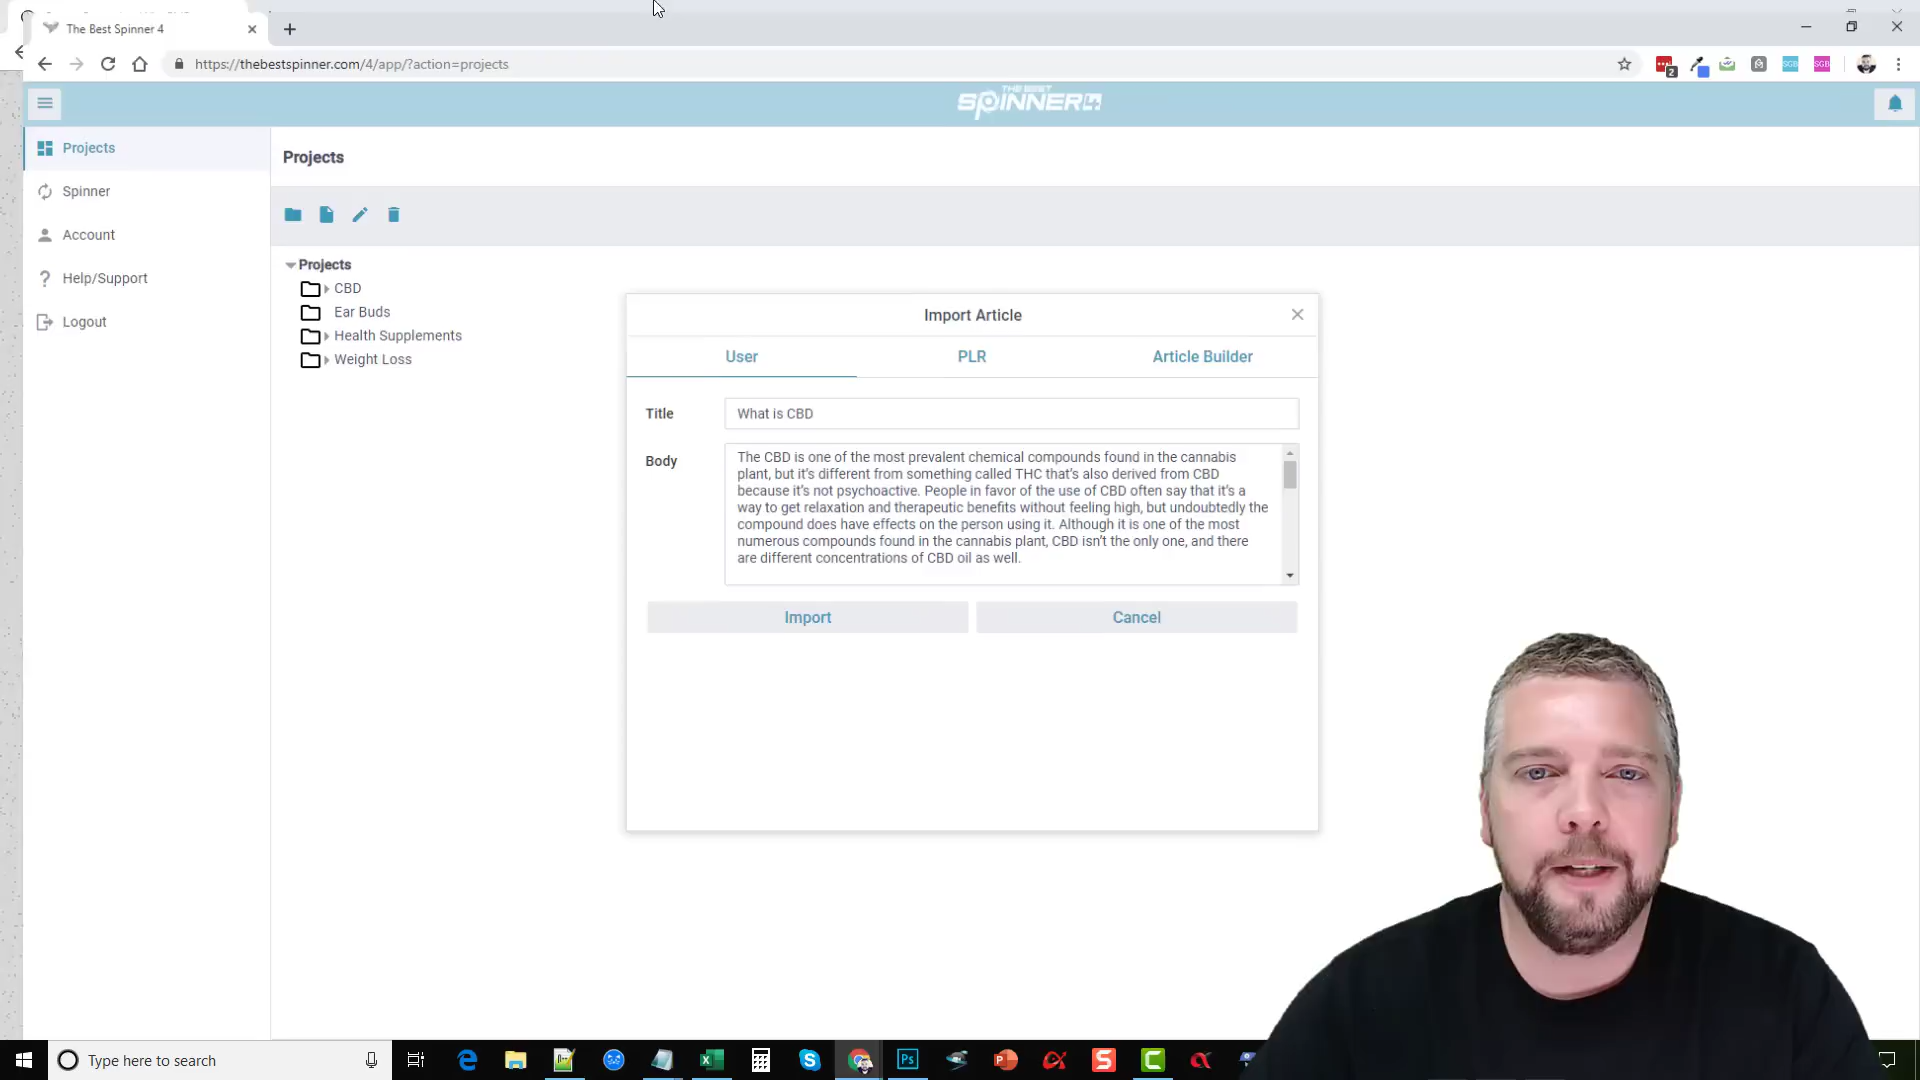 The Best Spinner 4
https://thebestspinner.com/4/app/?action=projects
2
SGB
SGB
THE BEST
SPINNER4
Projects
Spinner
Account
Help/Support
Logout
Projects
Projects
CBD
Ear Buds
Health Supplements
Weight Loss
Import Article
User
PLR
Article Builder
Title
What is CBD
Body
The CBD is one of the most prevalent chemical compounds found in the cannabis
plant, but it's different from something called THC that's also derived from CBD
because it's not psychoactive. People in favor of the use of CBD often say that it's a
way to get relaxation and therapeutic benefits without feeling high, but undoubtedly the
compound does have effects on the person using it. Although it is one of the most
numerous compounds found in the cannabis plant, CBD isn't the only one, and there
are different concentrations of CBD oil as well.
Import
Cancel
Type here to search
Ps